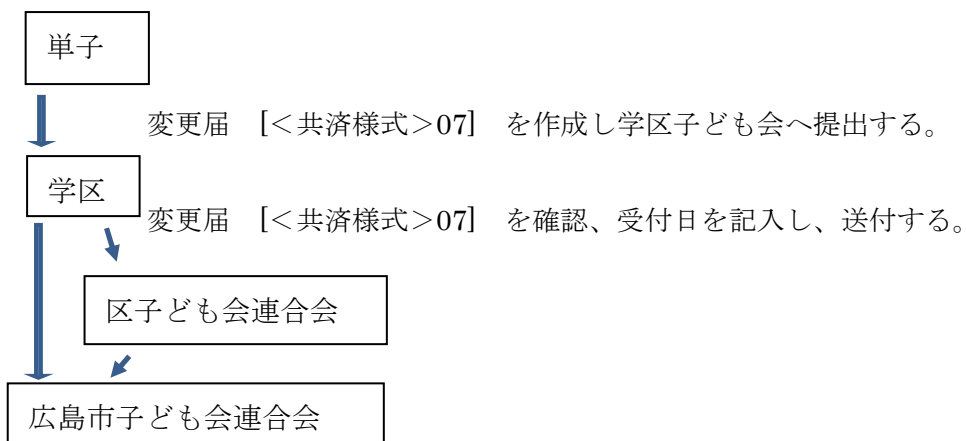 単子
変更届 [＜共済様式＞07] を作成し学区子ども会へ提出する。
学区
変更届 [＜共済様式＞07] を確認、受付日を記入し、送付する。
区子ども会連合会
広島市子ども会連合会